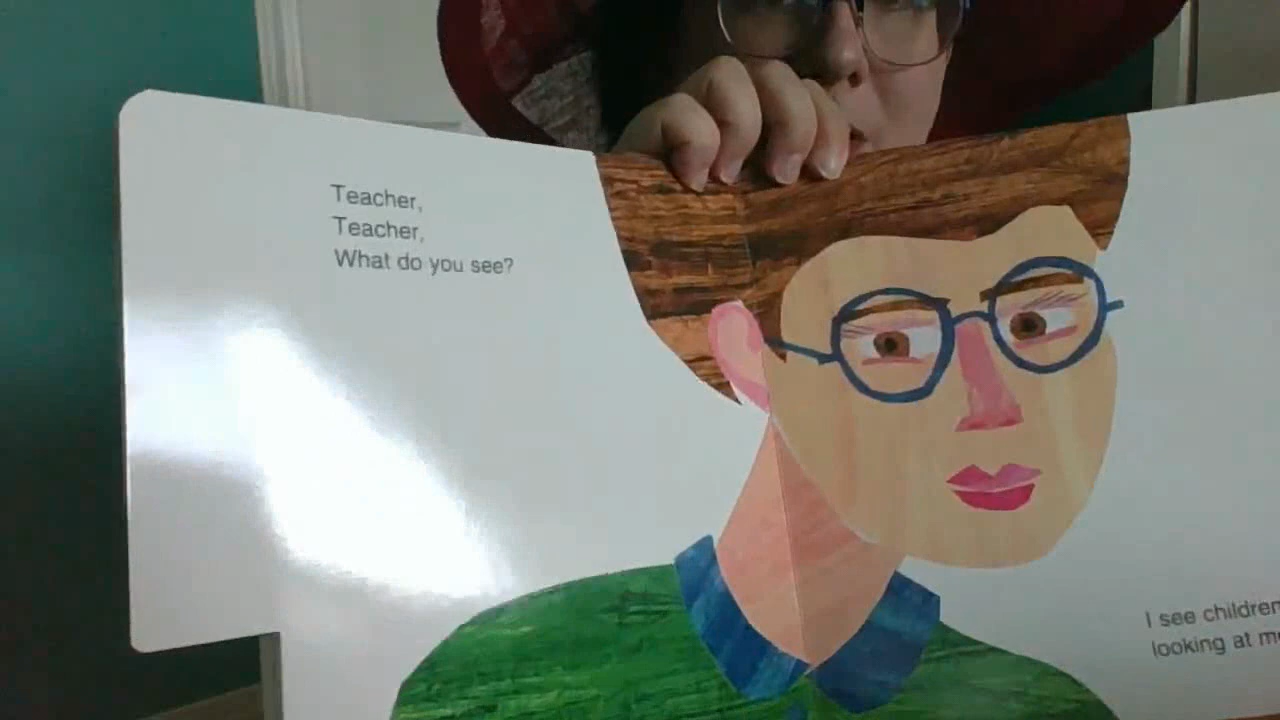 Teacher,
Teacher,
What do you see?
I see children
looking at